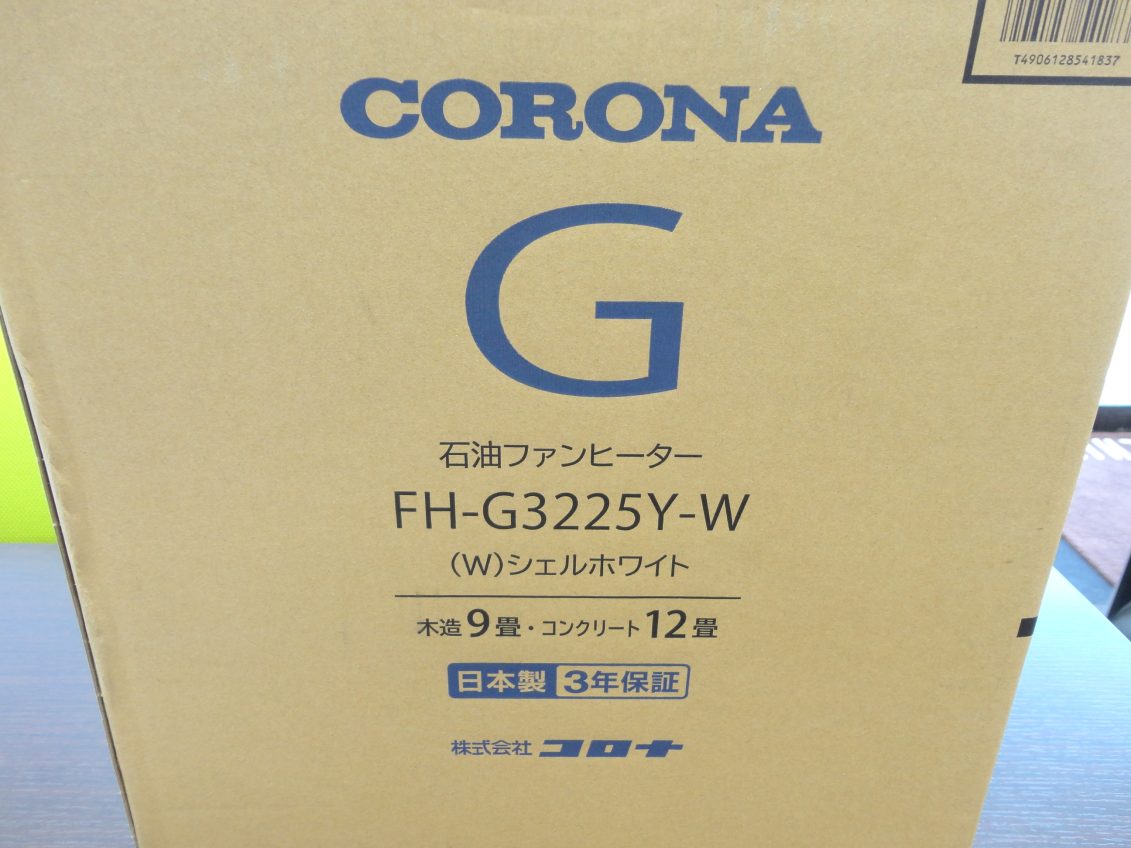 T4906128541837
CORONA
G
石油ファンヒーター
FH-G3225Y-W
(W)シェルホワイト
木造9畳・コンクリート12畳
日本製 3年保証
株式会社 コロナ